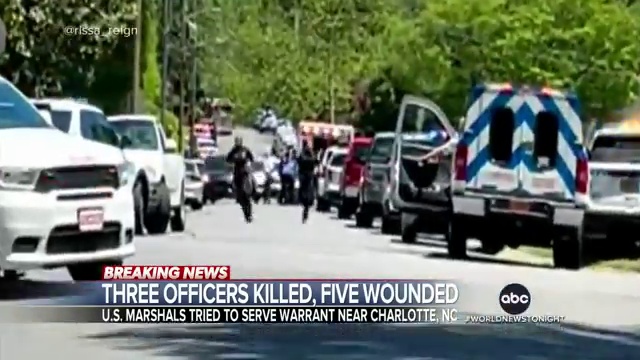 @rissa_reign
BREAKING NEWS
THREE OFFICERS KILLED, FIVE WOUNDED
U.S. MARSHALS TRIED TO SERVE WARRANT NEAR CHARLOTTE, NC
abc
#WORLDNEWSTONIGHT